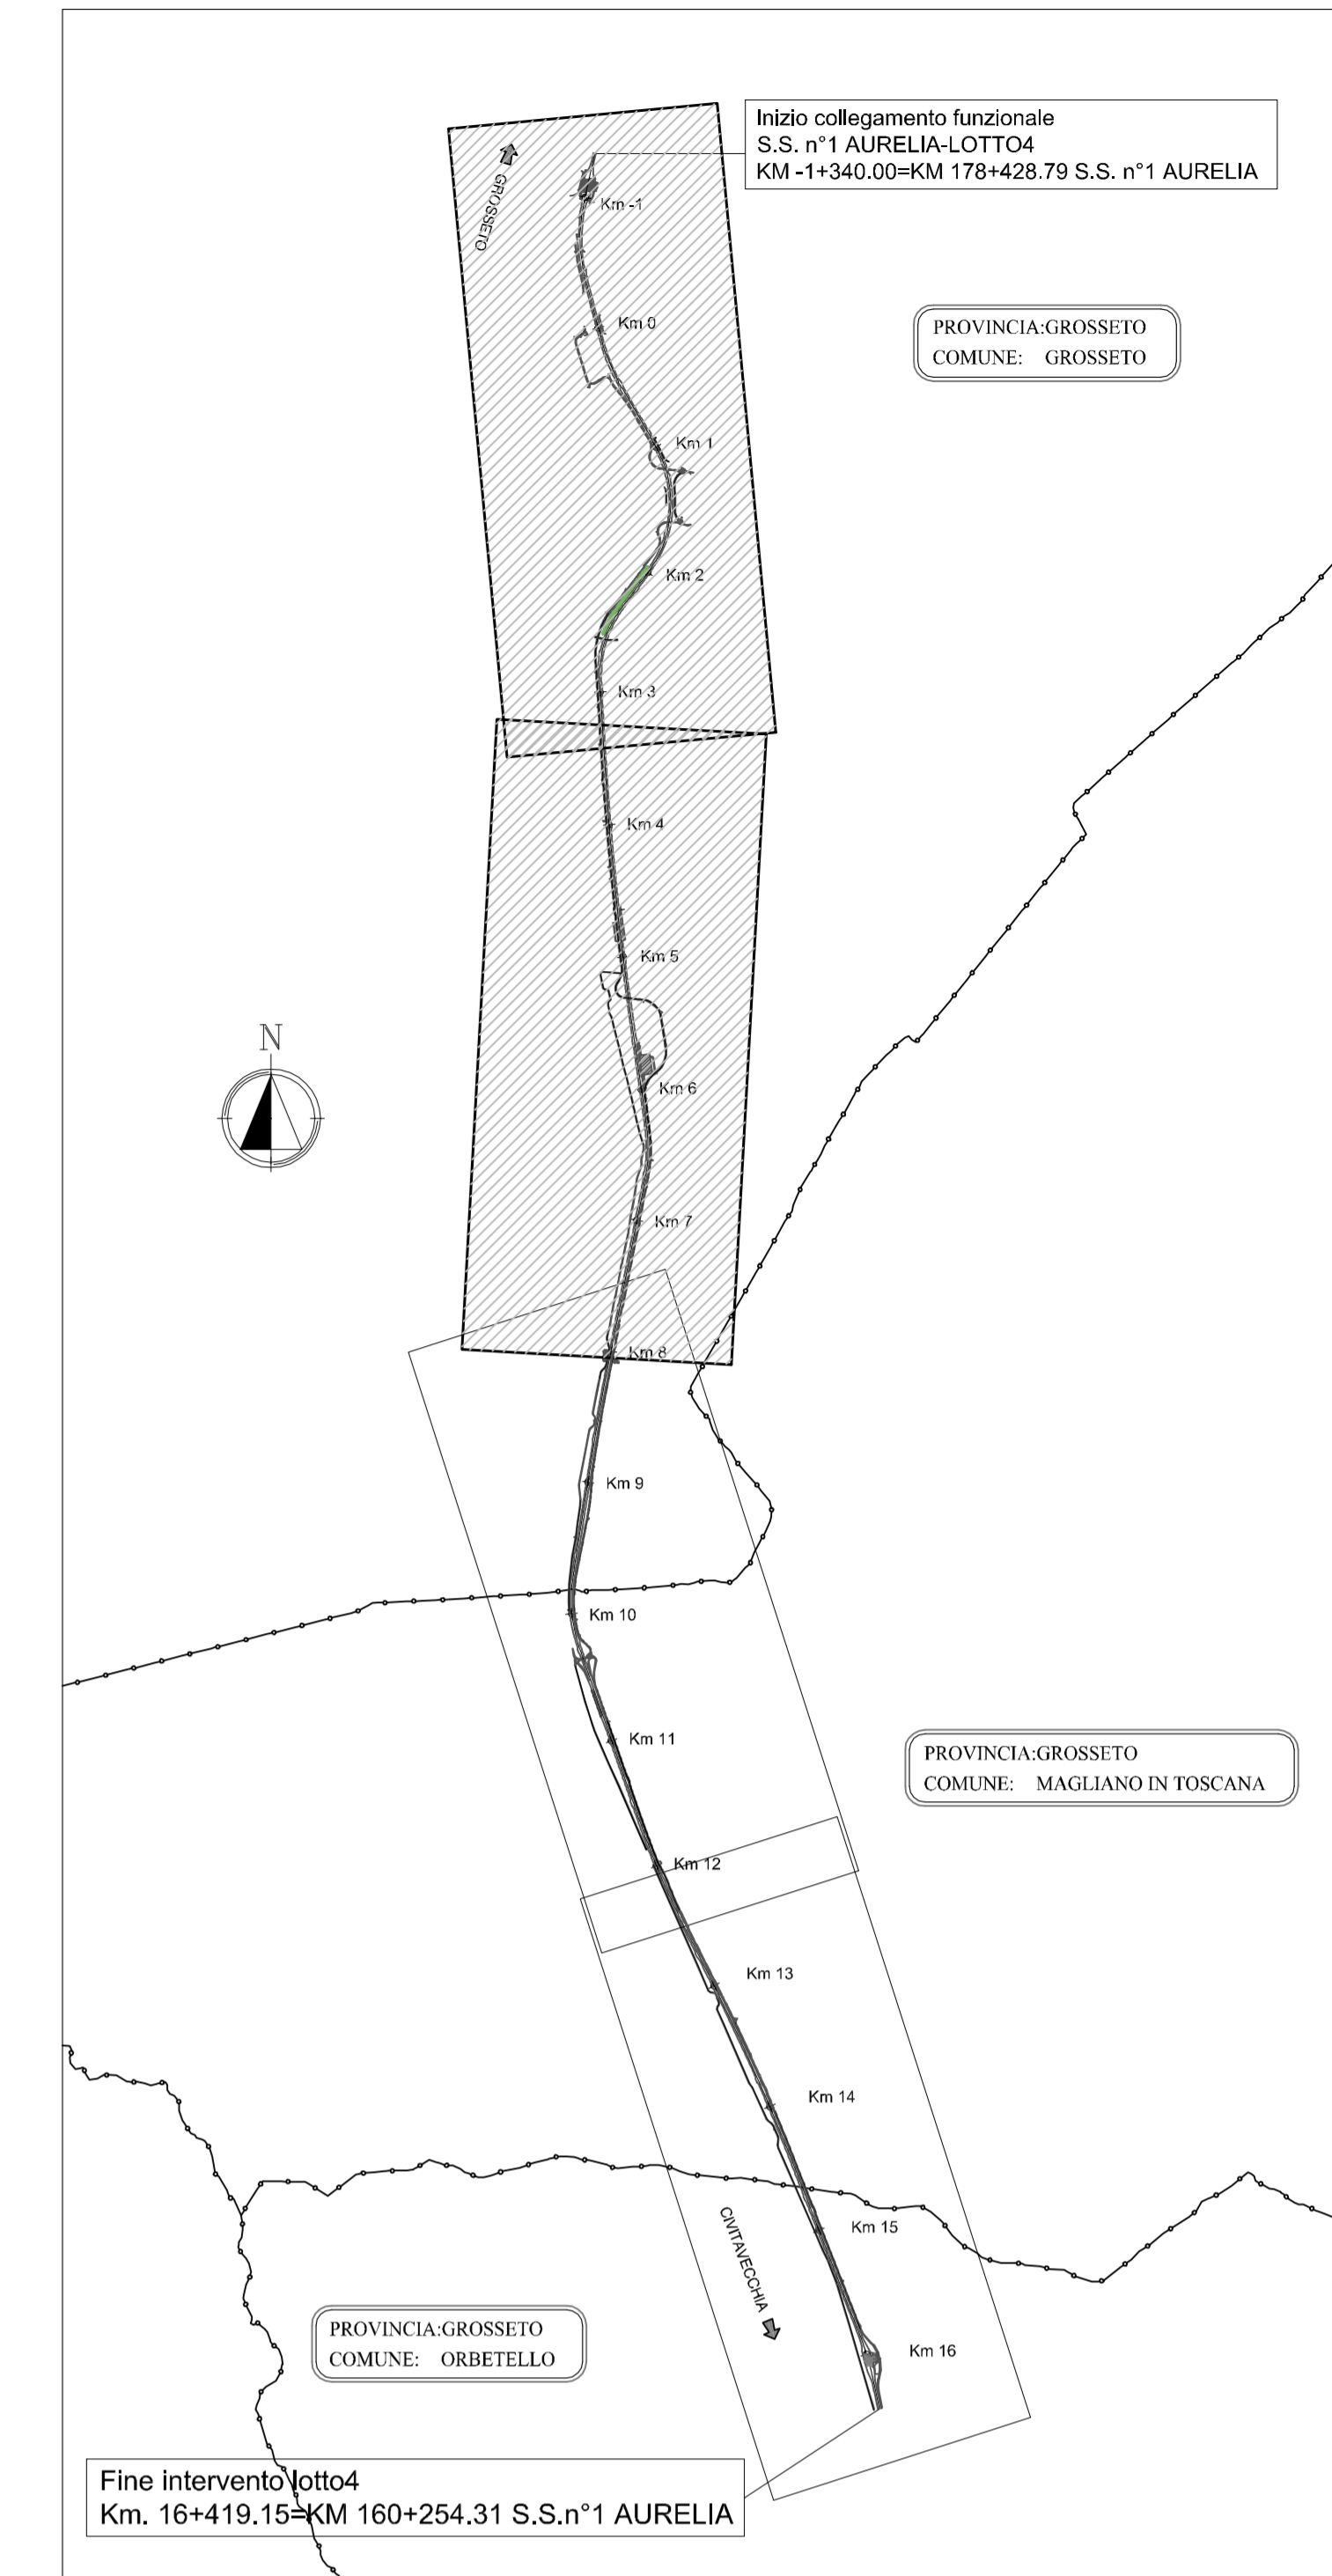 Inizio collegamento funzionale
S.S. n°1 AURELIA-LOTTO4
KM -1+340.00=KM 178+428.79 S.S. n°1 AURELIA
GROSSETO
Km -1
Km 0
PROVINCIA:GROSSETO
COMUNE: GROSSETO
Km 1
Km 2
Km 3
Km 4
Km 5
N
Km 6
Km 7
Km 8
Km 9
Km 10
Km 11
PROVINCIA:GROSSETO
COMUNE: MAGLIANO IN TOSCANA
Km 12
Km 13
Km 14
Km 15
CIVITAVECCHIA
PROVINCIA:GROSSETO
COMUNE: ORBETELLO
Km 16
Fine intervento lotto4
Km. 16+419.15=KM 160+254.31 S.S.n°1 AURELIA